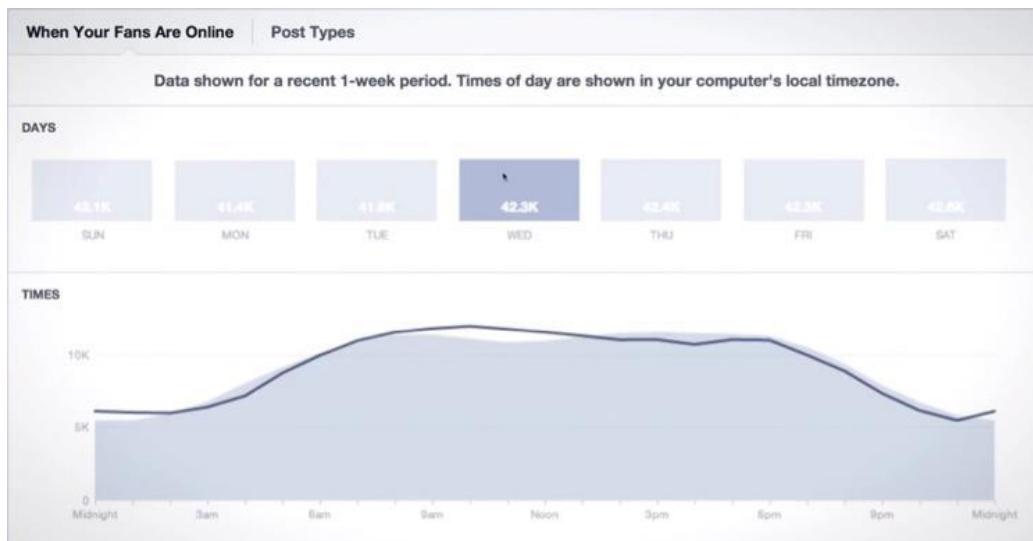 When Your Fans Are Online Post Types
Data shown for a recent 1-week period. Times of day are shown in your computer's local timezone.
DAYS
43.1K 41.4K 41.8K 42.3K 42.4K 42.3K 42.6K
SUN MON TUE WED THU FRI SAT
TIMES
10K
5K
0
Midnight 3am 6am 9am Noon 3pm 6pm 9pm Midnight